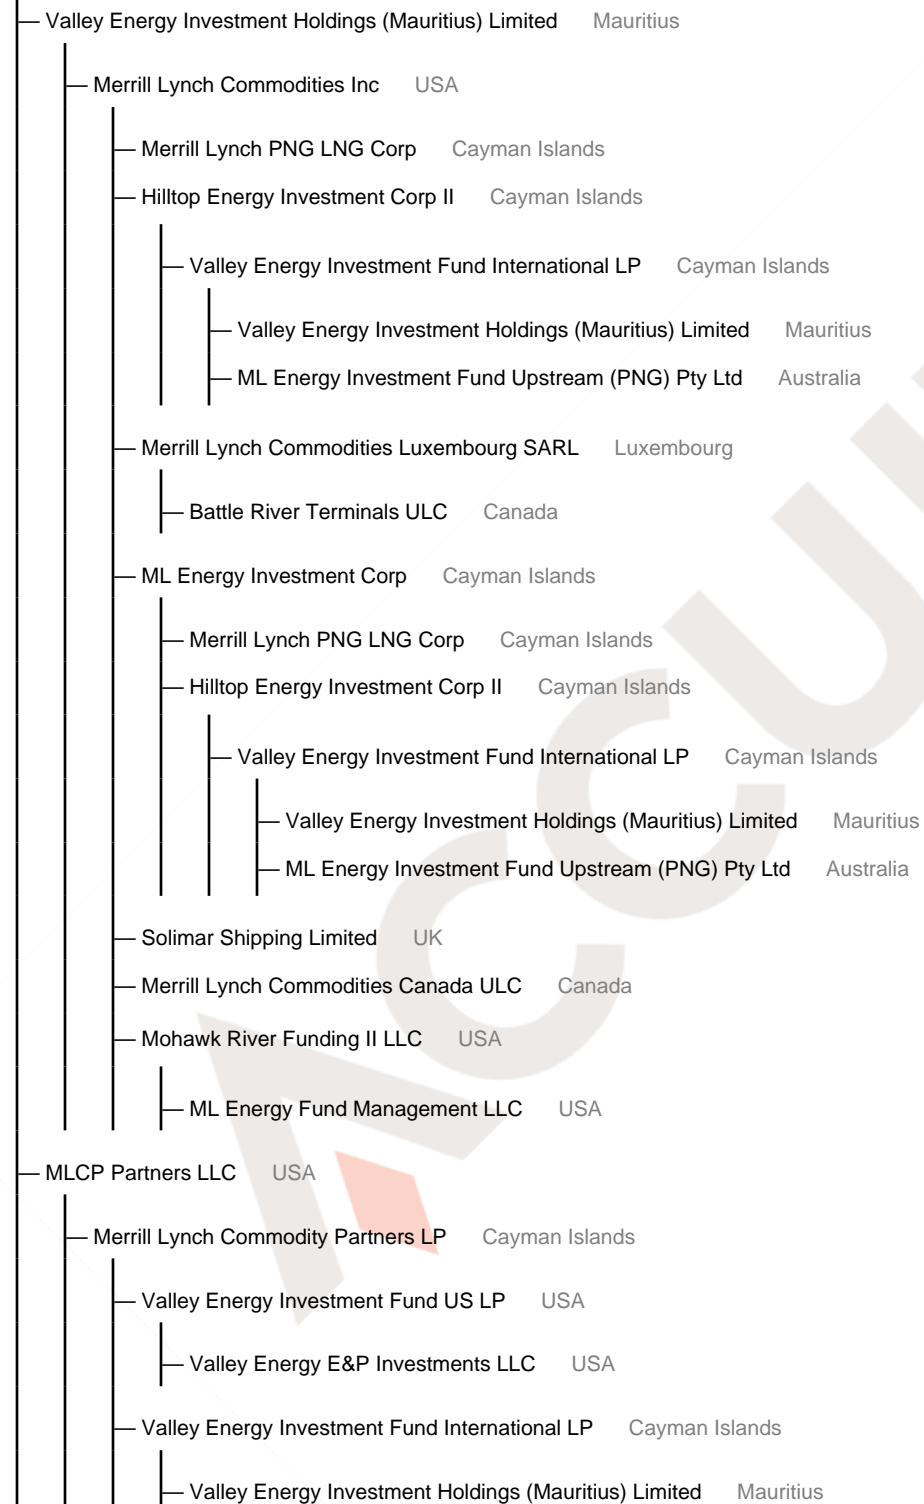 Valley Energy Investment Holdings (Mauritius) Limited Mauritius
Merrill Lynch Commodities Inc USA
Merrill Lynch PNG LNG Corp Cayman Islands
Hilltop Energy Investment Corp II Cayman Islands
Valley Energy Investment Fund International LP Cayman Islands
Valley Energy Investment Holdings (Mauritius) Limited Mauritius
ML Energy Investment Fund Upstream (PNG) Pty Ltd Australia
Merrill Lynch Commodities Luxembourg SARL Luxembourg
Battle River Terminals ULC Canada
ML Energy Investment Corp Cayman Islands
Merrill Lynch PNG LNG Corp Cayman Islands
Hilltop Energy Investment Corp II Cayman Islands
Valley Energy Investment Fund International LP Cayman Islands
Valley Energy Investment Holdings (Mauritius) Limited Mauritius
ML Energy Investment Fund Upstream (PNG) Pty Ltd Australia
Solimar Shipping Limited UK
Merrill Lynch Commodities Canada ULC Canada
Mohawk River Funding II LLC USA
ML Energy Fund Management LLC USA
MLCP Partners LLC USA
Merrill Lynch Commodity Partners LP Cayman Islands
Valley Energy Investment Fund US LP USA
Valley Energy E&P Investments LLC USA
Valley Energy Investment Fund International LP Cayman Islands
Valley Energy Investment Holdings (Mauritius) Limited Mauritius